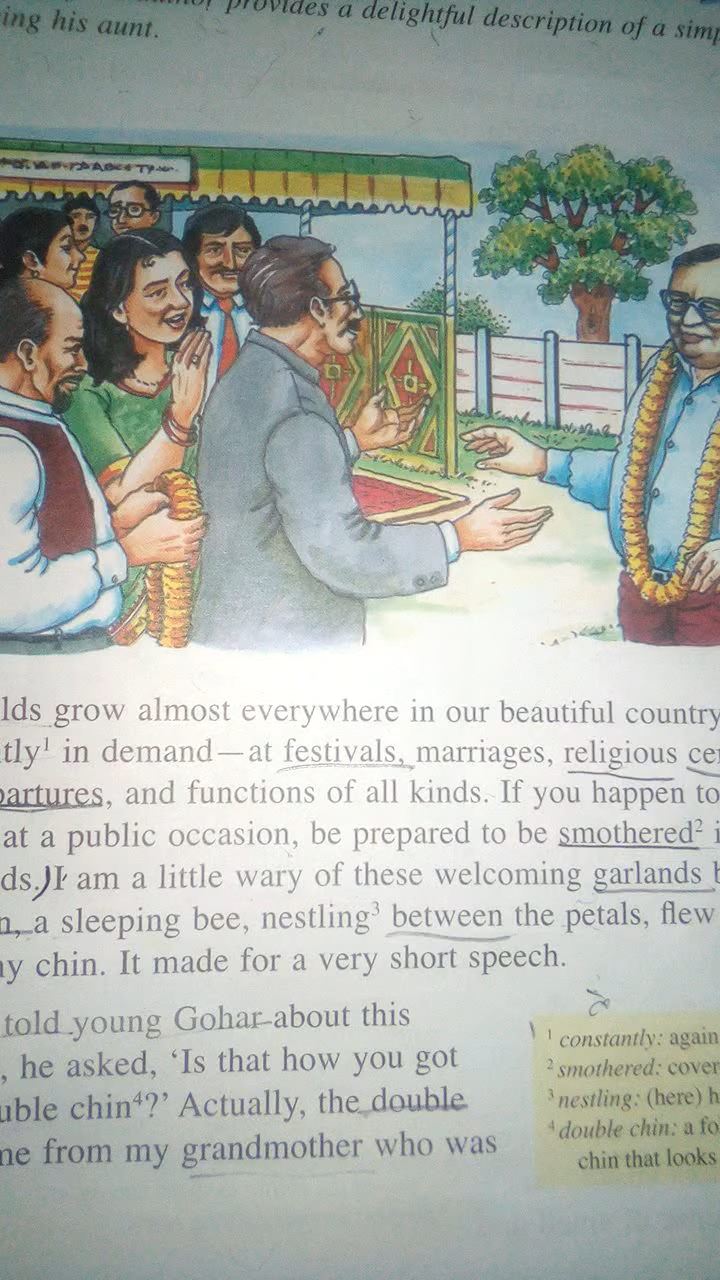 provides a delightful description of a
ing his aunt.
lds grow almost everywhere in our beautiful country
tly¹ in demand—at festivals, marriages, religious ce
partures, and functions of all kinds. If you happen to
at a public occasion, be prepared to be smothered² i
ds. I am a little wary of these welcoming garlands b
n, a sleeping bee, nestling³ between the petals, flew
y chin. It made for a very short speech.
told young Gohar about this
, he asked, ‘Is that how you got
uble chin⁴?’ Actually, the double
me from my grandmother who was
¹ constantly: again
² smothered: cover
³ nestling: (here) h
⁴ double chin: a fo
chin that looks